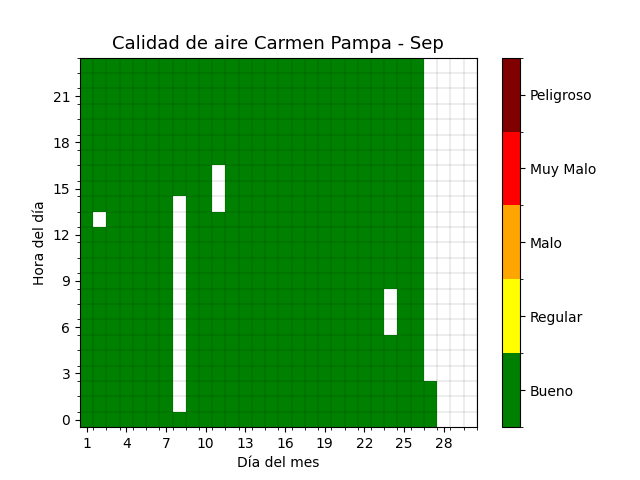 Calidad de aire Carmen Pampa - Sep
Hora del día
21
18
15
12
9
6
3
0
1 4 7 10 13 16 19 22 25 28
Día del mes
Peligroso
Muy Malo
Malo
Regular
Bueno